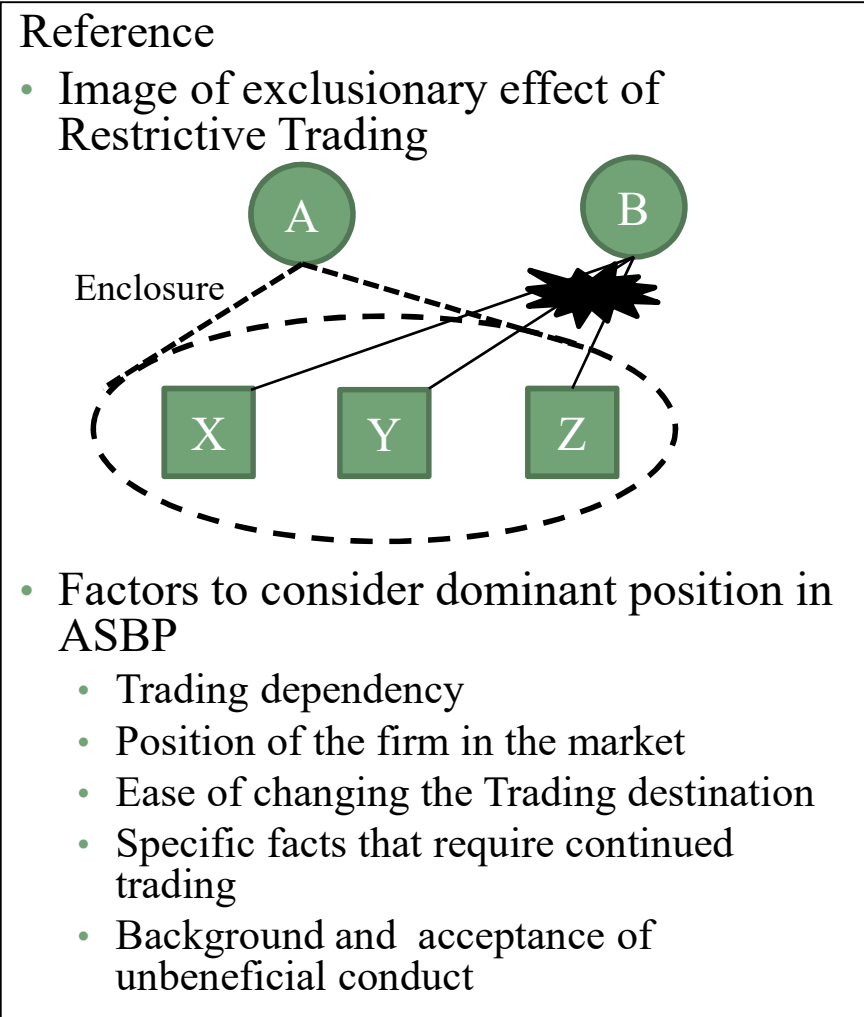 Reference
• Image of exclusionary effect of
Restrictive Trading
A
B
Enclosure
X
Y
Z
• Factors to consider dominant position in
ASBP
• Trading dependency
• Position of the firm in the market
• Ease of changing the Trading destination
• Specific facts that require continued
trading
• Background and  acceptance of
unbeneficial conduct